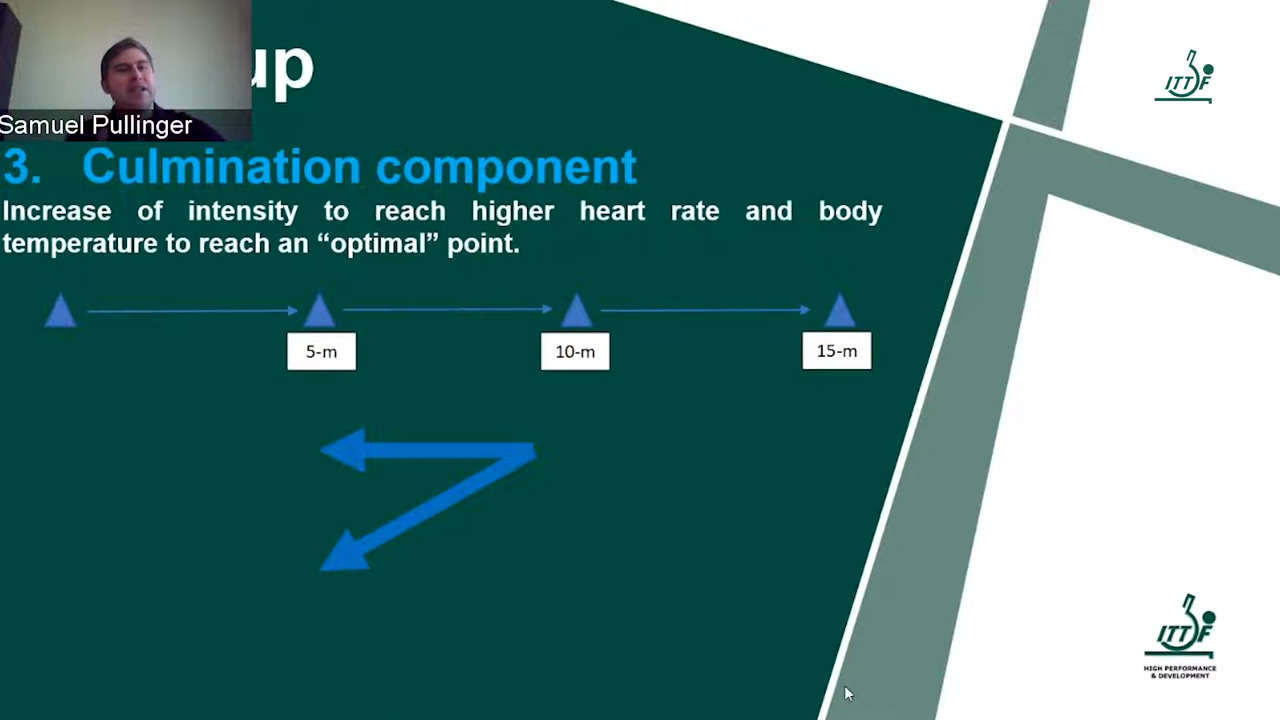 up
Samuel Pullinger
3. Culmination component
Increase of intensity to reach higher heart rate and body
temperature to reach an “optimal” point.
5-m
10-m
15-m
ITTF
ITTF
HIGH PERFORMANCE
& DEVELOPMENT